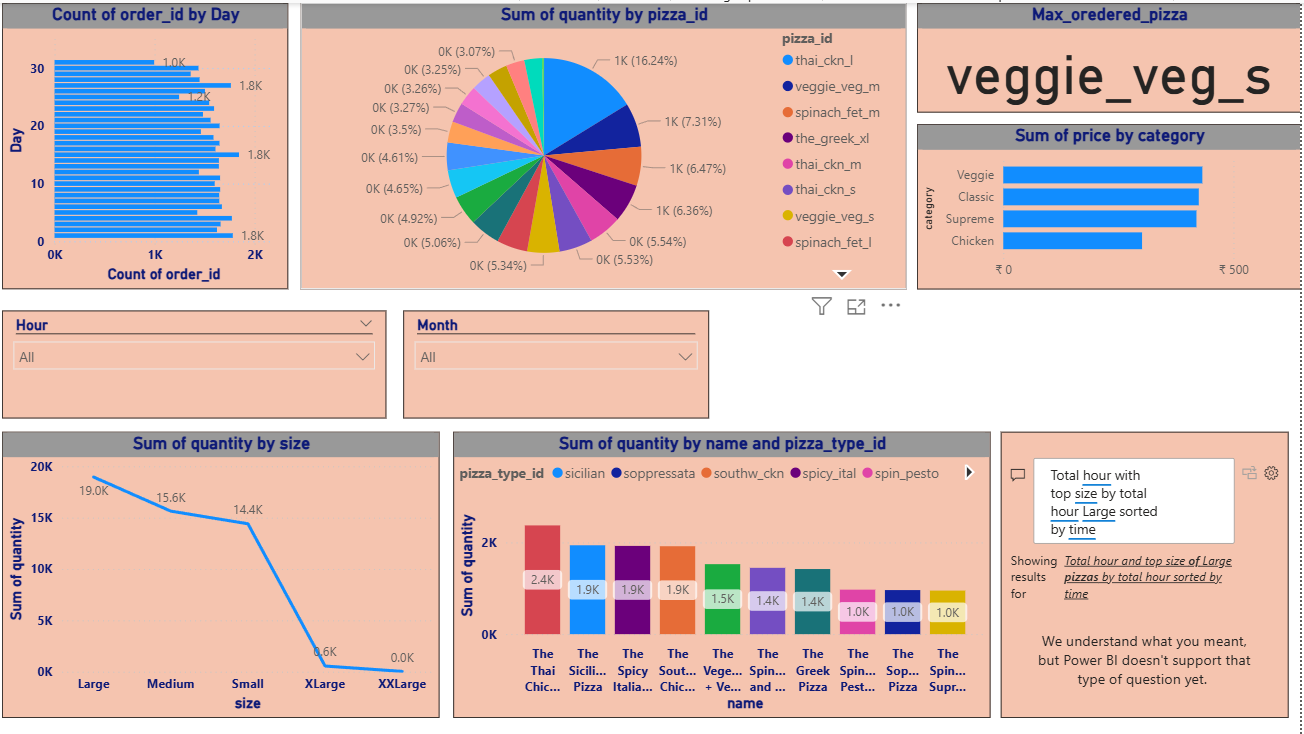 Count of order_id by Day
Day
30
20
10
0
1.0K
1.8K
1.2K
1.8K
1.8K
0K
1K
2K
Count of order_id
Sum of quantity by pizza_id
1K (16.24%)
1K (7.31%)
1K (6.47%)
1K (6.36%)
0K (5.54%)
0K (5.53%)
0K (5.34%)
0K (5.06%)
0K (4.92%)
0K (4.65%)
0K (4.61%)
0K (3.5%)
0K (3.27%)
0K (3.26%)
0K (3.25%)
0K (3.07%)
pizza_id
thai_ckn_l
veggie_veg_m
spinach_fet_m
the_greek_xl
thai_ckn_m
thai_ckn_s
veggie_veg_s
spinach_fet_l
Max_oredered_pizza
veggie_veg_s
Sum of price by category
category
Veggie
Classic
Supreme
Chicken
₹ 0
₹ 500
Hour
All
Month
All
Sum of quantity by size
Sum of quantity
20K
15K
10K
5K
0K
19.0K
15.6K
14.4K
0.6K
0.0K
Large
Medium
Small
XLarge
XXLarge
size
Sum of quantity by name and pizza_type_id
pizza_type_id sicilian soppressata southw_ckn spicy_ital spin_pesto
Sum of quantity
2K
0K
2.4K
1.9K
1.9K
1.9K
1.5K
1.4K
1.4K
1.0K
1.0K
1.0K
The
Thai
Chic...
The
Sicili...
Pizza
The
Spicy
Italia...
The
Sout...
Chic...
The
Vege...
+ Ve...
The
Spin...
and ...
The
Greek
Pizza
The
Spin...
Pest...
The
Sop...
Pizza
The
Spin...
Supr...
name
Total hour with
top size by total
hour Large sorted
by time
Showing
results
for
Total hour and top size of Large
pizzas by total hour sorted by
time
We understand what you meant,
but Power BI doesn't support that
type of question yet.